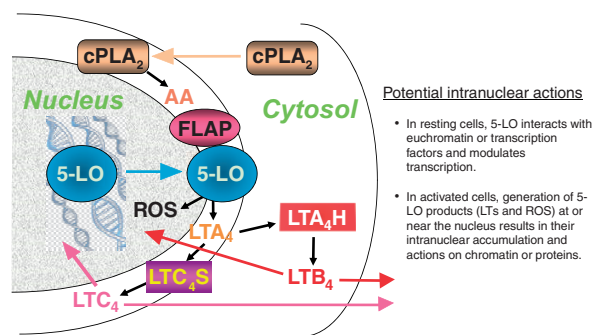 cPLA2
cPLA2
Nucleus
AA
Cytosol
FLAP
5-LO
5-LO
ROS
LTA4
LTA4H
LTC4S
LTB4
LTC4
Potential intranuclear actions
• In resting cells, 5-LO interacts with
euchromatin or transcription
factors and modulates
transcription.
• In activated cells, generation of 5-
LO products (LTs and ROS) at or
near the nucleus results in their
intranuclear accumulation and
actions on chromatin or proteins.